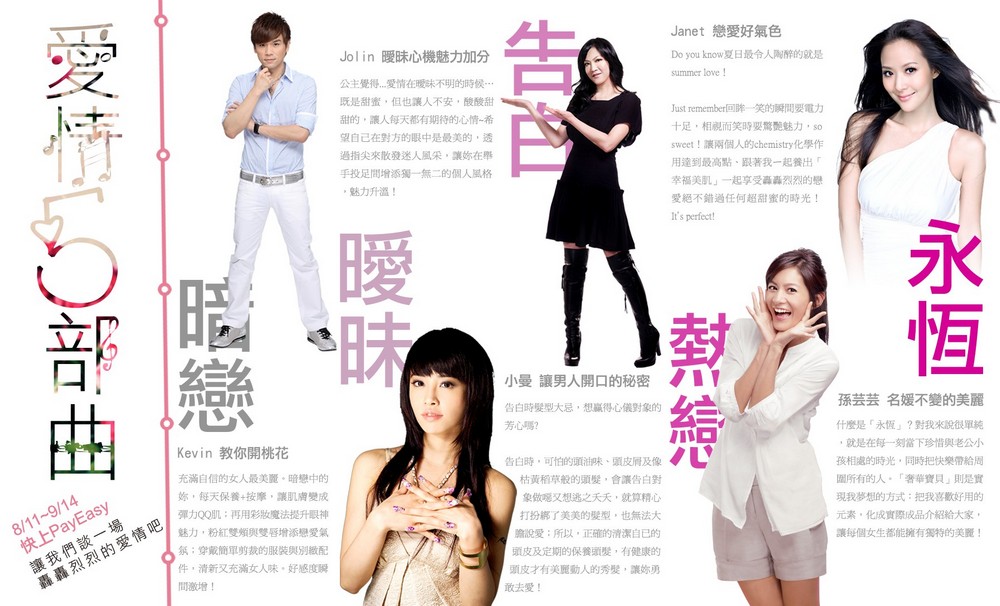 愛情5部曲
8/11~9/14
快上PayEasy
讓我們談一場
轟轟烈烈的愛情吧
暗戀
Kevin 教你開桃花
充滿自信的女人最美麗。暗戀中的
妳，每天保養+按摩，讓肌膚變成
彈力QQ肌；再用彩妝魔法提升眼神
魅力，粉紅雙頰與雙唇增添戀愛氣
氛；穿戴簡單剪裁的服裝與別緻配
件，清新又充滿女人味。好感度瞬
間激增！
曖昧
Jolin 曖昧心機魅力加分
公主覺得...愛情在曖昧不明的時候…
既是甜蜜，但也讓人不安，酸酸甜
甜的，讓人每天都有期待的心情~希
望自己在對方的眼中是最美的，透
過指尖來散發迷人風采，讓妳在舉
手投足間增添獨一無二的個人風格
，魅力升溫！
告白
小曼 讓男人開口的秘密
告白時髮型大忌，想贏得心儀對象的
芳心嗎?
告白時，可怕的頭油味、頭皮屑及像
枯黃稻草般的頭髮，會讓告白對
象做嘔又想逃之夭夭，就算精心
打扮綁了美美的髮型，也無法大
膽說愛；所以，正確的清潔自己的
頭皮及定期的保養頭髮，有健康的
頭皮才有美麗動人的秀髮，讓妳勇
敢去愛！
熱戀
Janet 戀愛好氣色
Do you know夏日最令人陶醉的就是
summer love！
Just remember回眸一笑的瞬間要電力
十足，相視而笑時要驚艷魅力，so
sweet！讓兩個人的chemistry化學作
用達到最高點，跟著我一起養出「
幸福美肌」一起享受轟轟烈烈的戀
愛絕不錯過任何超甜蜜的時光！
It's perfect!
永恆
孫芸芸 名媛不變的美麗
什麼是「永恆」？對我來說很單純
，就是在每一刻當下珍惜與老公小
孩相處的時光，同時把快樂帶給周
圍所有的人。「奢華寶貝」則是實
現我夢想的方式；把我喜歡好用的
元素，化成實際成品介紹給大家，
讓每個女生都能擁有獨特的美麗！